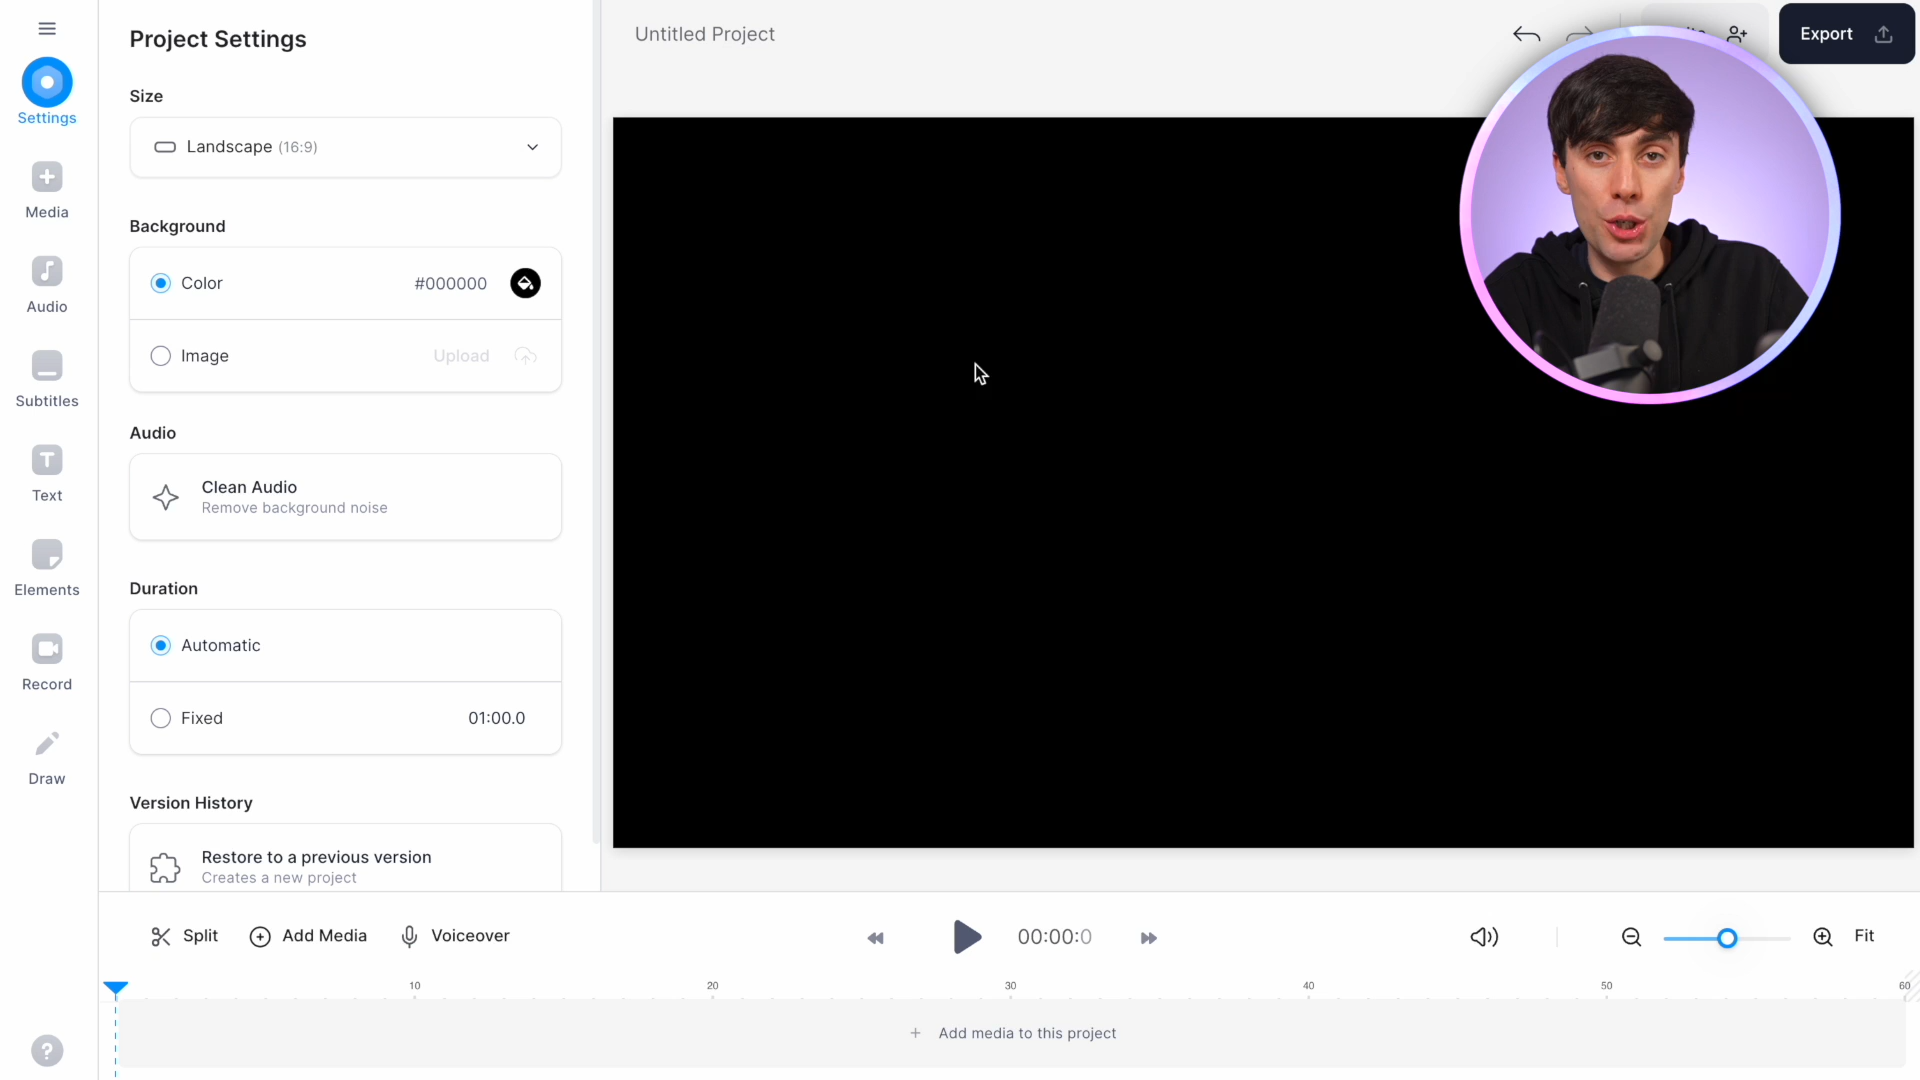 Project Settings
Untitled Project
Export
Settings
Size
Landscape (16:9)
Media
Background
Color #000000
Image Upload
Audio
Audio
Clean Audio
Remove background noise
Subtitles
Text
Duration
Automatic
Elements
Fixed 01:00.0
Record
Draw
Version History
Restore to a previous version
Creates a new project
Split Add Media Voiceover 00:00:0 Fit
10 20 30 40 50 60
+ Add media to this project
?